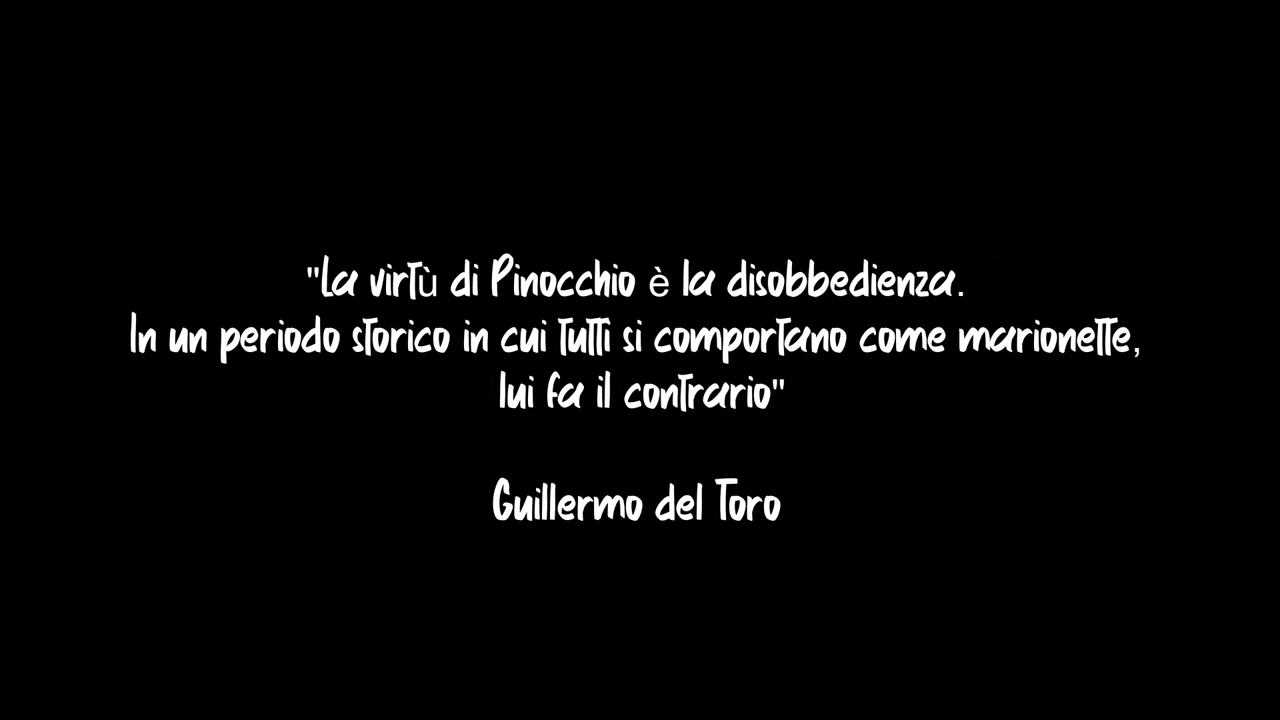 "La virtù di Pinocchio è la disobbedienza.
In un periodo storico in cui tutti si comportano come marionette,
lui fa il contrario"
Guillermo del Toro